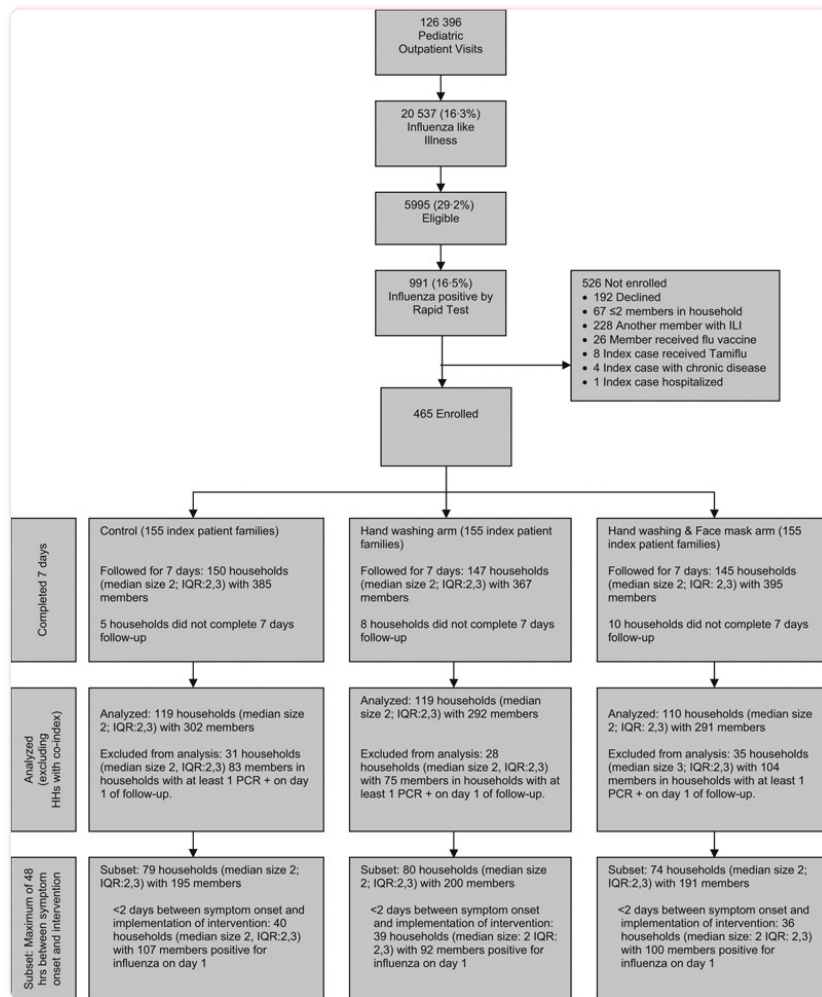 126 396
Pediatric
Outpatient Visits
20 537 (16·3%)
Influenza like
Illness
5995 (29·2%)
Eligible
991 (16·5%)
Influenza positive by
Rapid Test
526 Not enrolled
• 192 Declined
• 67 ≤2 members in household
• 228 Another member with ILI
• 26 Member received flu vaccine
• 8 Index case received Tamiflu
• 4 Index case with chronic disease
• 1 Index case hospitalized
465 Enrolled
Completed 7 days
Control (155 index patient families)
Followed for 7 days: 150 households
(median size 2; IQR:2,3) with 385
members
5 households did not complete 7 days
follow-up
Hand washing arm (155 index patient
families)
Followed for 7 days: 147 households
(median size 2; IQR:2,3) with 367
members
8 households did not complete 7 days
follow-up
Hand washing & Face mask arm (155
index patient families)
Followed for 7 days: 145 households
(median size 2; IQR: 2,3) with 395
members
10 households did not complete 7 days
follow-up
Analyzed
(excluding
HHs with co-index)
Analyzed: 119 households (median size
2; IQR:2,3) with 302 members
Excluded from analysis: 31 households
(median size 2, IQR:2,3) 83 members in
households with at least 1 PCR + on day
1 of follow-up.
Analyzed: 119 households (median size
2; IQR:2,3) with 292 members
Excluded from analysis: 28
households (median size 2, IQR:2,3)
with 75 members in households with at
least 1 PCR + on day 1 of follow-up.
Analyzed: 110 households (median size
2; IQR: 2,3) with 291 members
Excluded from analysis: 35 households
(median size 3; IQR:2,3) with 104
members in households with at least 1
PCR + on day 1 of follow-up.
Subset: Maximum of 48
hrs between symptom
onset and intervention
Subset: 79 households (median size 2;
IQR:2,3) with 195 members
<2 days between symptom onset and
implementation of intervention: 40
households (median size 2, IQR:2,3)
with 107 members positive for
influenza on day 1
Subset: 80 households (median size
2; IQR:2,3) with 200 members
<2 days between symptom onset
and implementation of intervention:
39 households (median size: 2 IQR:
2,3) with 92 members positive for
influenza on day 1
Subset: 74 households (median size 2;
IQR:2,3) with 191 members
<2 days between symptom onset and
implementation of intervention: 36
households (median size: 2 IQR: 2,3)
with 100 members positive for
influenza on day 1